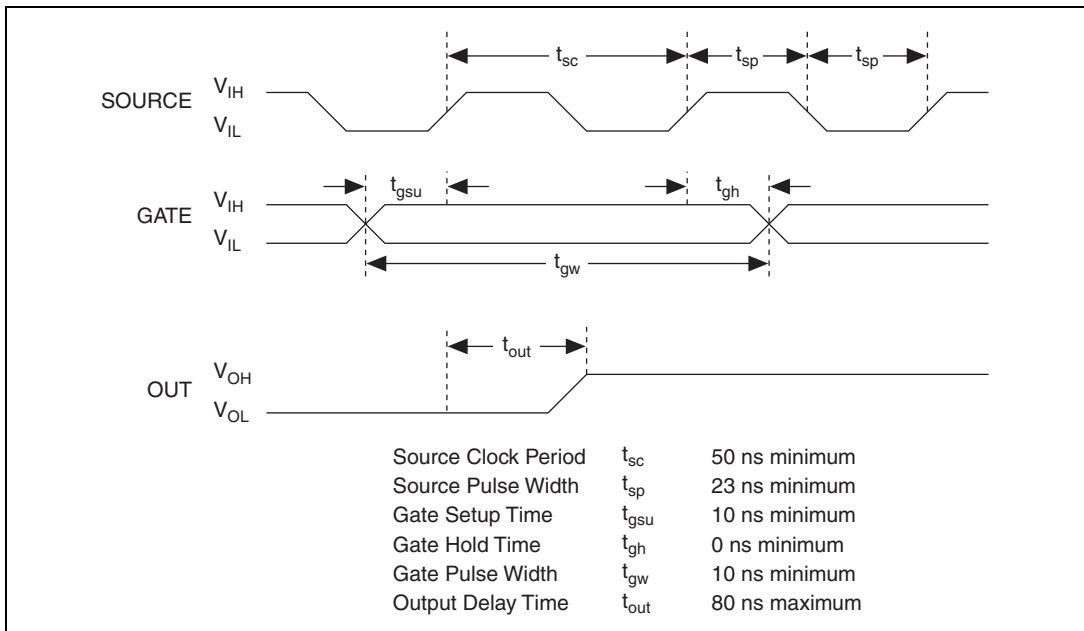 t_sc t_sp t_sp
SOURCE V_IH
V_IL
t_gsu t_gh
GATE V_IH
V_IL
t_gw
t_out
OUT V_OH
V_OL
Source Clock Period t_sc 50 ns minimum
Source Pulse Width t_sp 23 ns minimum
Gate Setup Time t_gsu 10 ns minimum
Gate Hold Time t_gh 0 ns minimum
Gate Pulse Width t_gw 10 ns minimum
Output Delay Time t_out 80 ns maximum